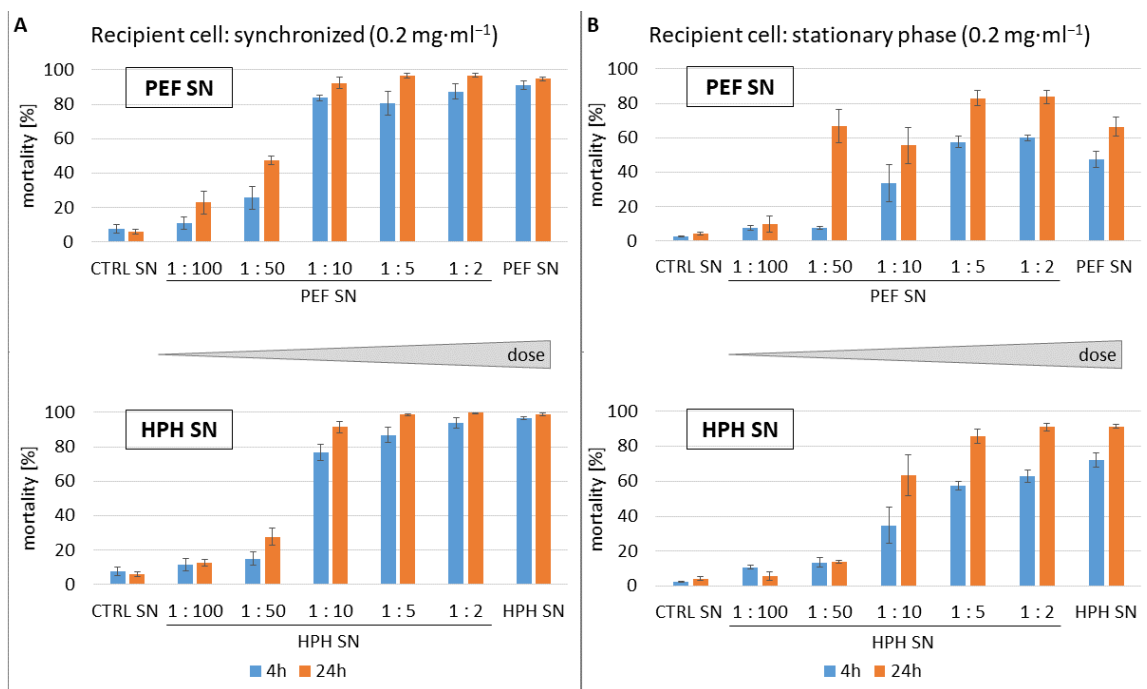 A
Recipient cell: synchronized (0.2 mg·ml⁻¹)
PEF SN
mortality [%]
100
80
60
40
20
0
CTRL SN 1 : 100 1 : 50 1 : 10 1 : 5 1 : 2 PEF SN
PEF SN
dose
HPH SN
mortality [%]
100
80
60
40
20
0
CTRL SN 1 : 100 1 : 50 1 : 10 1 : 5 1 : 2 HPH SN
HPH SN
4h 24h
B
Recipient cell: stationary phase (0.2 mg·ml⁻¹)
PEF SN
mortality [%]
100
80
60
40
20
0
CTRL SN 1 : 100 1 : 50 1 : 10 1 : 5 1 : 2 PEF SN
PEF SN
dose
HPH SN
mortality [%]
100
80
60
40
20
0
CTRL SN 1 : 100 1 : 50 1 : 10 1 : 5 1 : 2 HPH SN
HPH SN
4h 24h